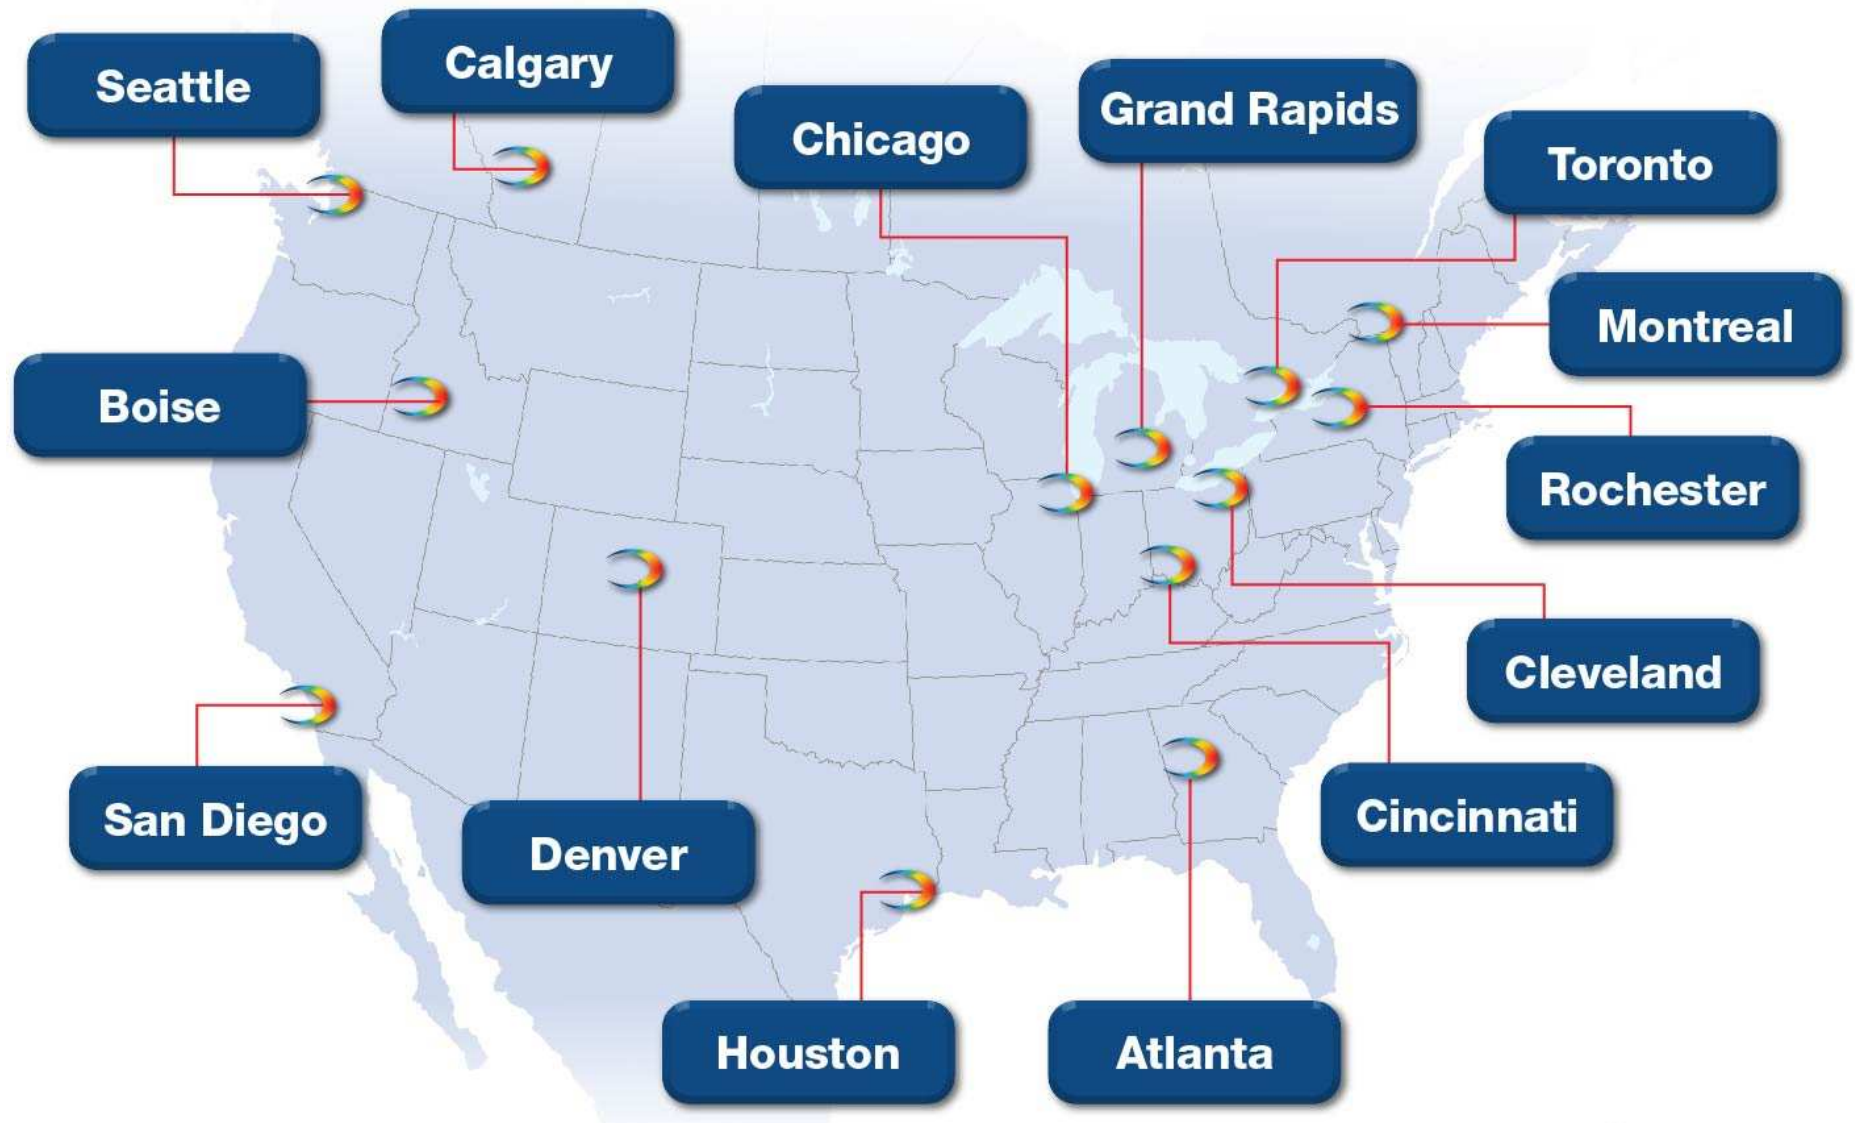 Seattle
Calgary
Chicago
Grand Rapids
Toronto
Montreal
Boise
Rochester
Cleveland
San Diego
Denver
Cincinnati
Houston
Atlanta